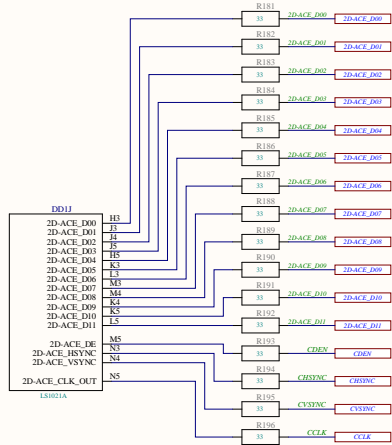 R181
33 2D-ACE_D00 2D-ACE_D00
R182
33 2D-ACE_D01 2D-ACE_D01
R183
33 2D-ACE_D02 2D-ACE_D02
R184
33 2D-ACE_D03 2D-ACE_D03
R185
33 2D-ACE_D04 2D-ACE_D04
R186
33 2D-ACE_D05 2D-ACE_D05
R187
33 2D-ACE_D06 2D-ACE_D06
R188
33 2D-ACE_D07 2D-ACE_D07
R189
33 2D-ACE_D08 2D-ACE_D08
R190
33 2D-ACE_D09 2D-ACE_D09
R191
33 2D-ACE_D10 2D-ACE_D10
R192
33 2D-ACE_D11 2D-ACE_D11
R193
33 CDEN CDEN
R194
33 CHSYNC CHSYNC
R195
33 CVSYNC CVSYNC
R196
33 CCLK CCLK
DD1J
2D-ACE_D00 H3
2D-ACE_D01 J3
2D-ACE_D02 J4
2D-ACE_D03 J5
2D-ACE_D04 H5
2D-ACE_D05 K3
2D-ACE_D06 L3
2D-ACE_D07 M3
2D-ACE_D08 M4
2D-ACE_D09 K4
2D-ACE_D10 K5
2D-ACE_D11 L5
2D-ACE_DE M5
2D-ACE_HSYNC N3
2D-ACE_VSYNC N4
2D-ACE_CLK_OUT N5
LS1021A